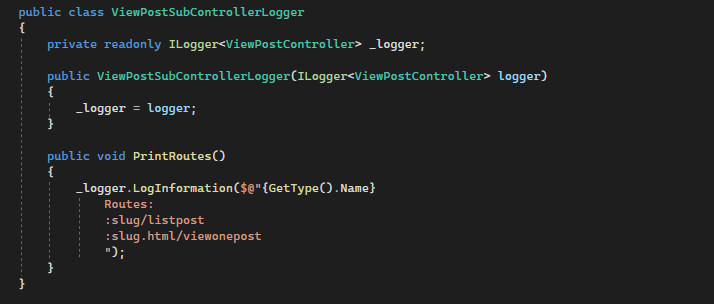 public class ViewPostSubControllerLogger
{
    private readonly ILogger<ViewPostController> _logger;

    public ViewPostSubControllerLogger(ILogger<ViewPostController> logger)
    {
        _logger = logger;
    }

    public void PrintRoutes()
    {
        _logger.LogInformation($@"{GetType().Name}
            Routes:
            :slug/listpost
            :slug.html/viewonepost
            ");
    }
}